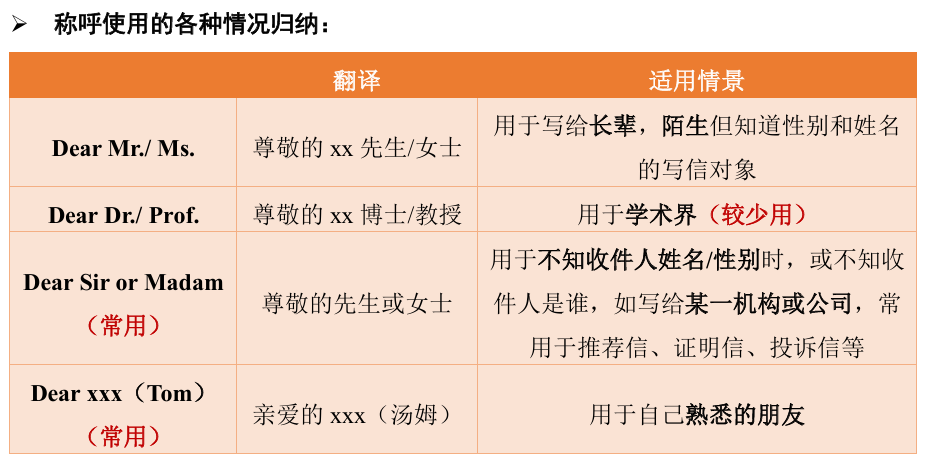 ➢ 称呼使用的各种情况归纳：
翻译
适用情景
Dear Mr./ Ms.
尊敬的 xx 先生/女士
用于写给长辈，陌生但知道性别和姓名
的写信对象
Dear Dr./ Prof.
尊敬的 xx 博士/教授
用于学术界（较少用）
Dear Sir or Madam
（常用）
尊敬的先生或女士
用于不知收件人姓名/性别时，或不知收
件人是谁，如写给某一机构或公司，常
用于推荐信、证明信、投诉信等
Dear xxx（Tom）
（常用）
亲爱的 xxx（汤姆）
用于自己熟悉的朋友